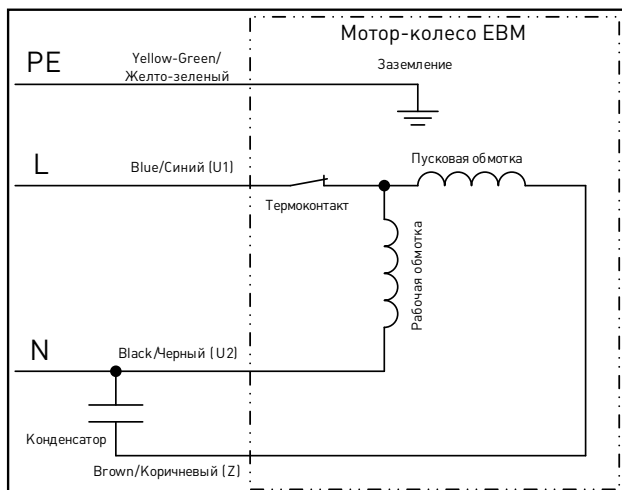 Мотор-колесо EBM
PE
Yellow-Green/
Желто-зеленый
Заземление
L
Blue/Синий (U1)
Пусковая обмотка
Термоконтакт
Рабочая обмотка
N
Black/Черный (U2)
Конденсатор
Brown/Коричневый (Z)